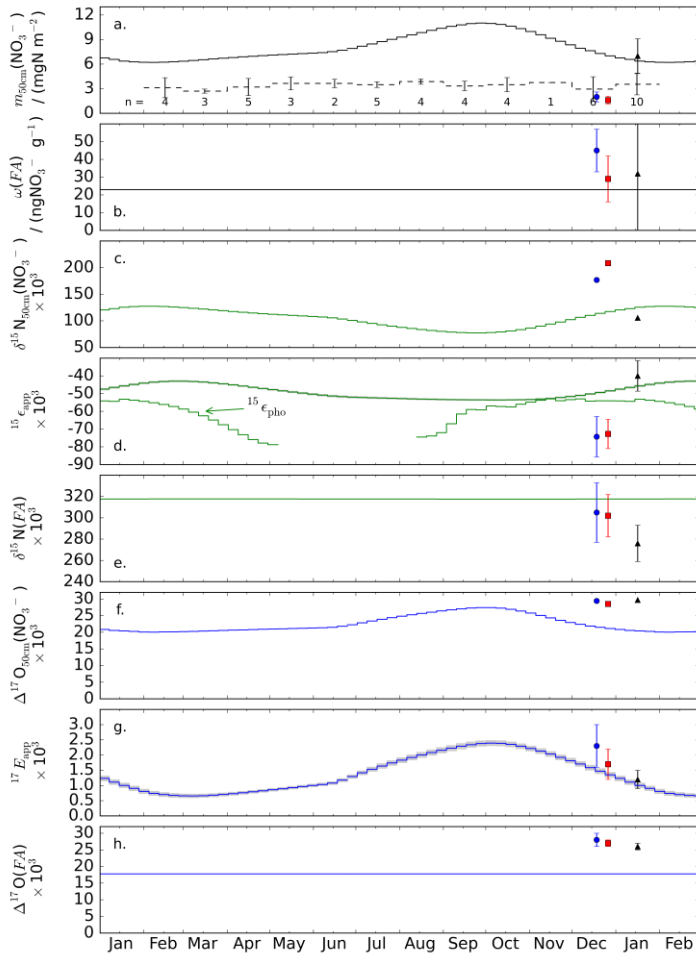 m50cm(NO3−) / (mgN m−2)
12
9
6
3
0
a.
n = 4 3 5 3 2 5 4 4 4 1 6 10
ω(FA) / (ngNO3− g−1)
50
40
30
20
10
0
b.
δ15N50cm(NO3−) × 103
200
150
100
50
c.
15ϵapp × 103
-40
-50
-60
-70
-80
-90
15ϵpho
d.
δ15N(FA) × 103
320
300
280
260
240
e.
Δ17O50cm(NO3−) × 103
30
25
20
15
10
5
0
f.
17Eapp × 103
3.0
2.5
2.0
1.5
1.0
0.5
0.0
g.
Δ17O(FA) × 103
30
25
20
15
10
5
0
h.
Jan Feb Mar Apr May Jun Jul Aug Sep Oct Nov Dec Jan Feb